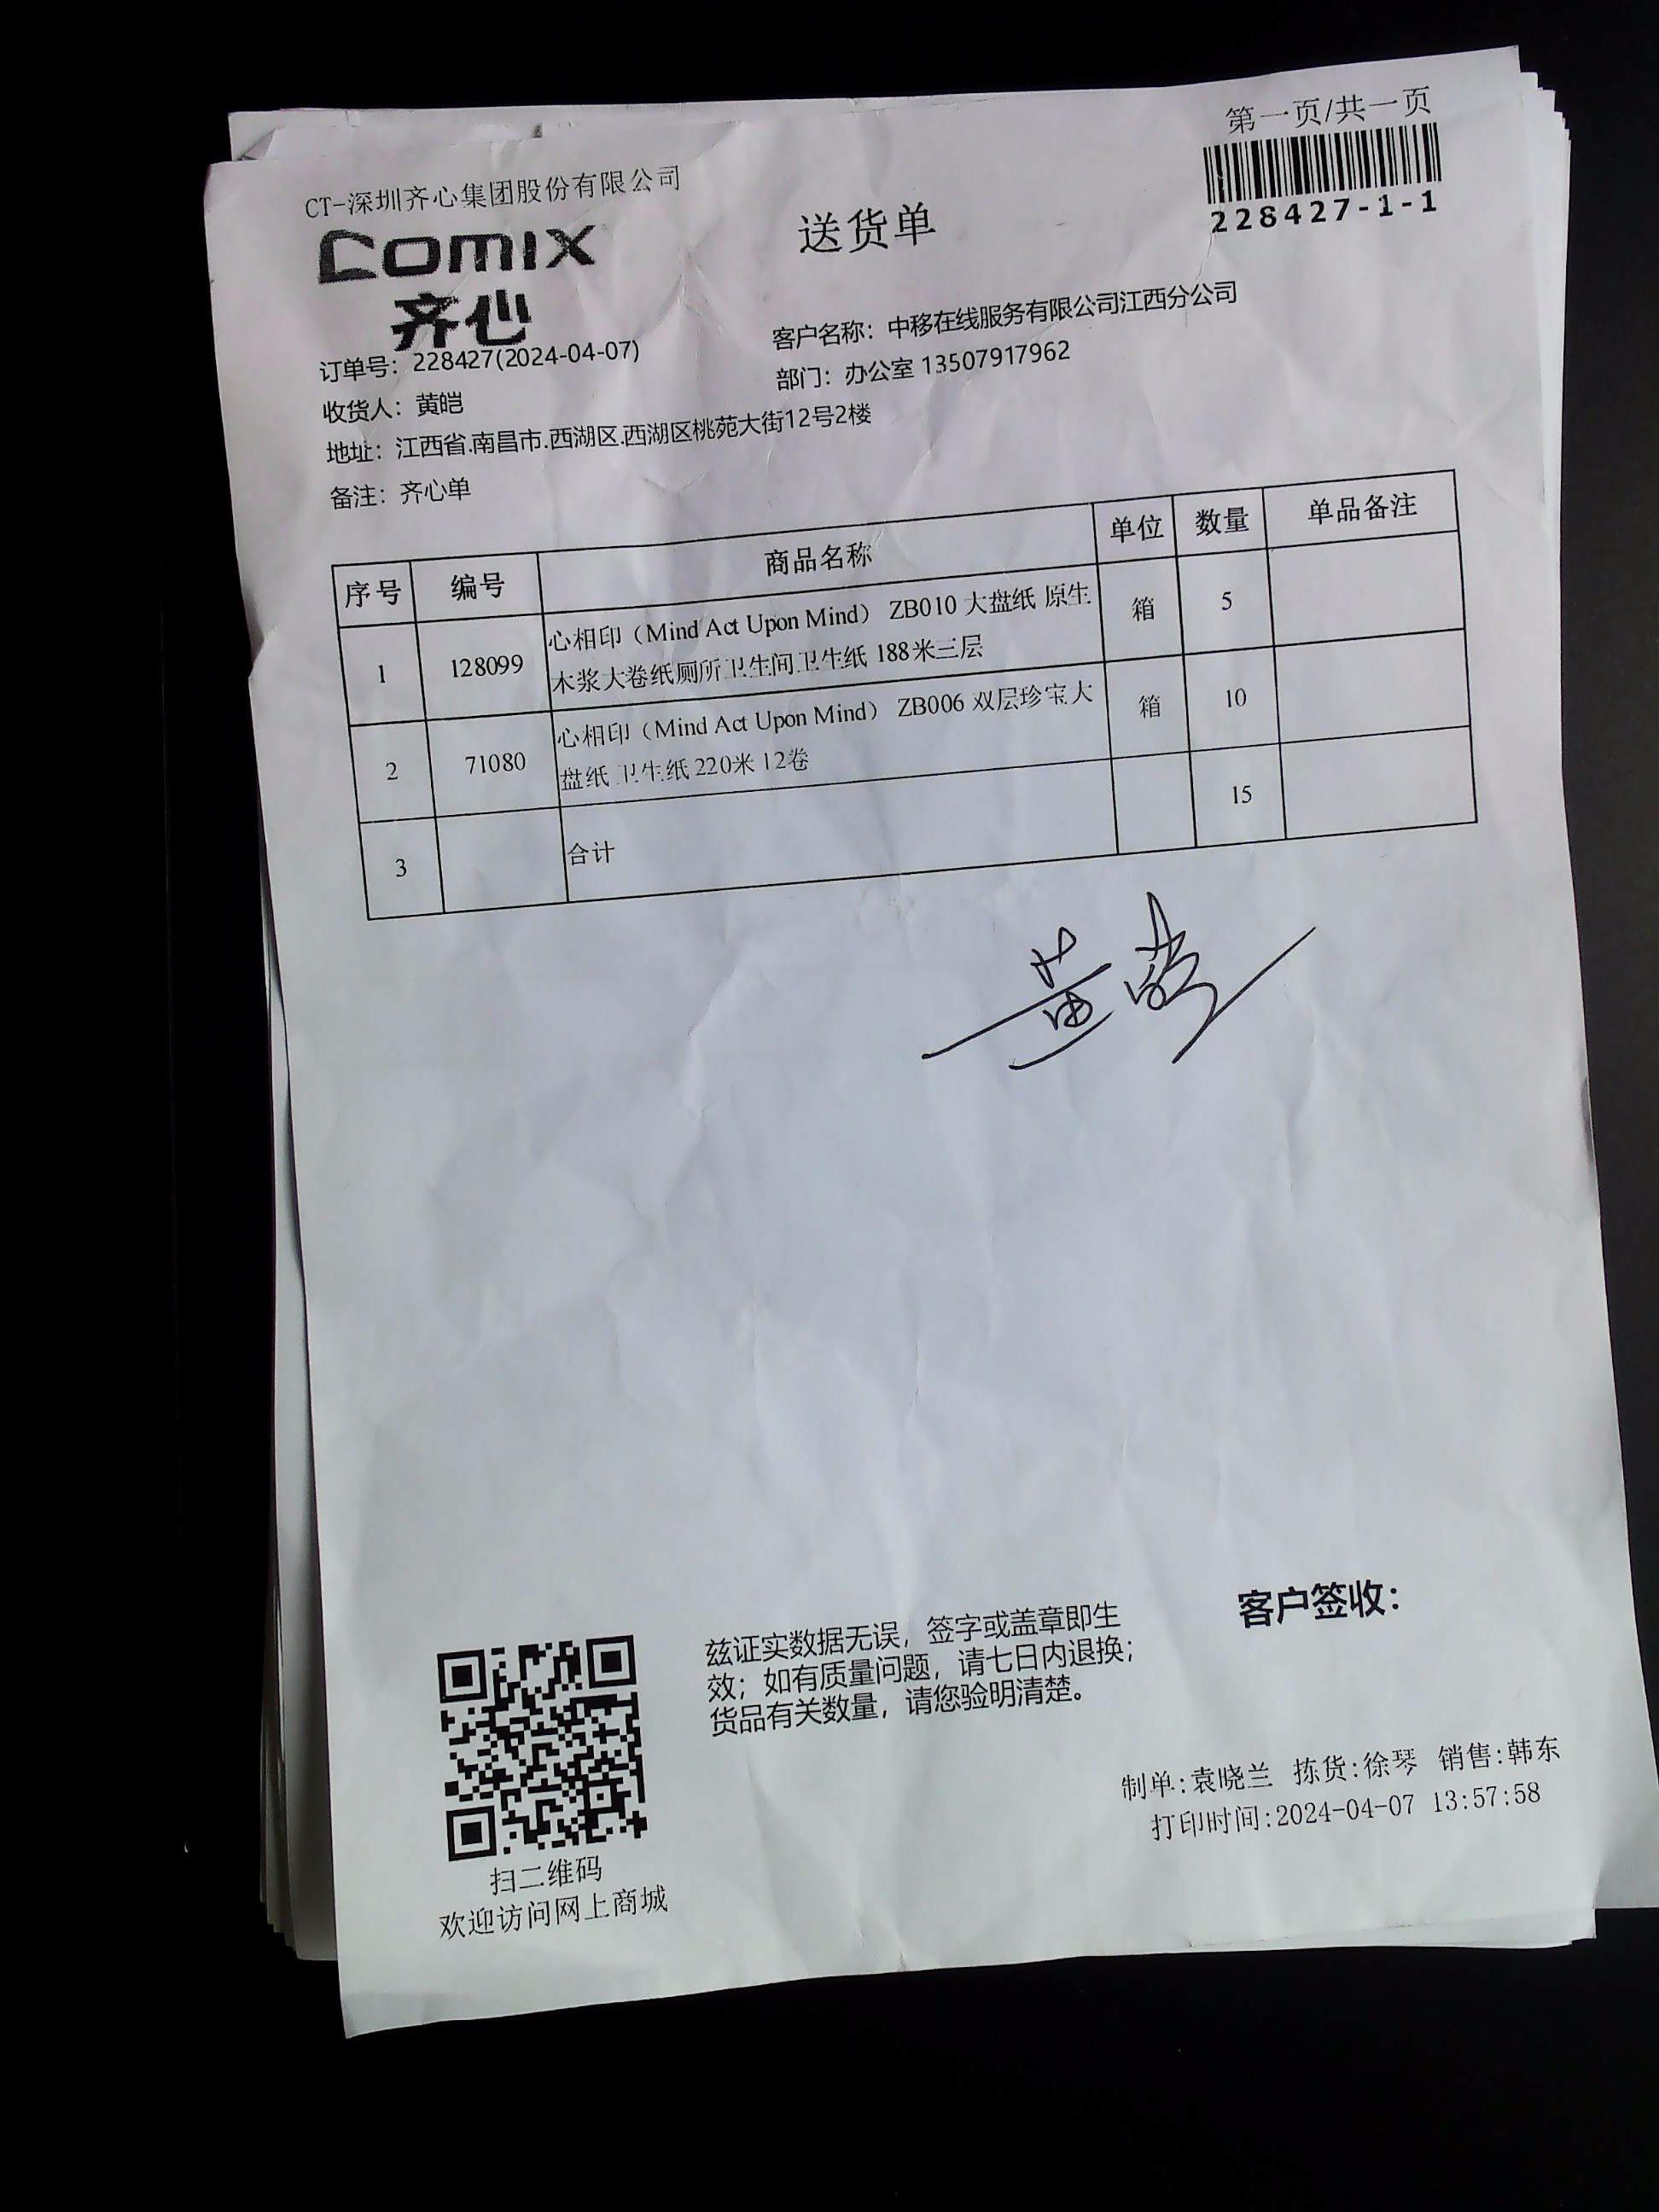 第一页/共一页
CT-深圳齐心集团股份有限公司
228427-1-1
comix
齐心
送货单
订单号：228427(2024-04-07)
客户名称：中移在线服务有限公司江西分公司
收货人：黄皑
部门：办公室 13507917962
地址：江西省.南昌市.西湖区.西湖区桃苑大街12号2楼
备注：齐心单
序号 编号 商品名称 单位 数量 单品备注
1 128099 心相印（Mind Act Upon Mind） ZB010 大盘纸 原生 箱 5
木浆大卷纸厕所卫生间卫生纸 188米三层
2 71080 心相印（Mind Act Upon Mind） ZB006 双层珍宝大 箱 10
盘纸 卫生纸 220米 12卷
3 合计 15
黄皑
客户签收：
兹证实数据无误，签字或盖章即生
效；如有质量问题，请七日内退换；
货品有关数量，请您验明清楚。
制单:袁晓兰 拣货:徐琴 销售:韩东
打印时间:2024-04-07 13:57:58
扫二维码
欢迎访问网上商城